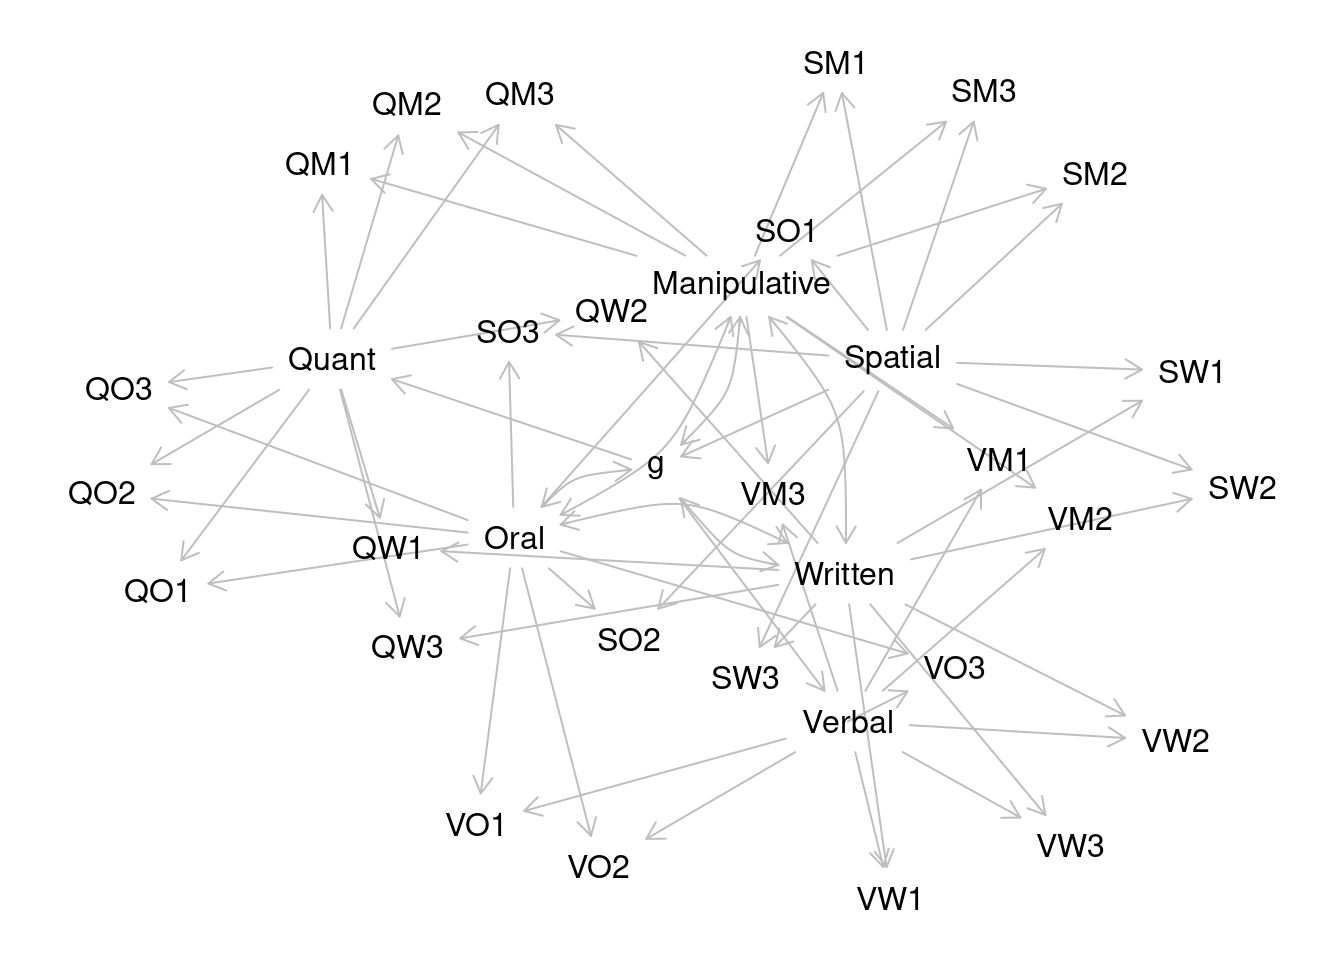 SM1
SM3
QM3
QM2
QM1
SM2
SO1
Manipulative
QW2
SO3
Quant
Spatial
SW1
QO3
g
VM1
SW2
QO2
VM3
VM2
Oral
QW1
Written
QO1
SO2
QW3
VO3
SW3
Verbal
VW2
VO1
VW3
VO2
VW1